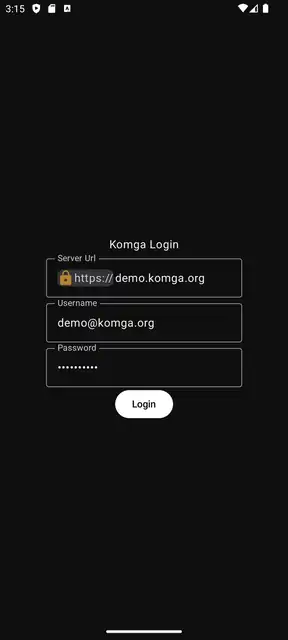 3:15
Komga Login
Server Url
https:// demo.komga.org
Username
demo@komga.org
Password
••••••••••
Login